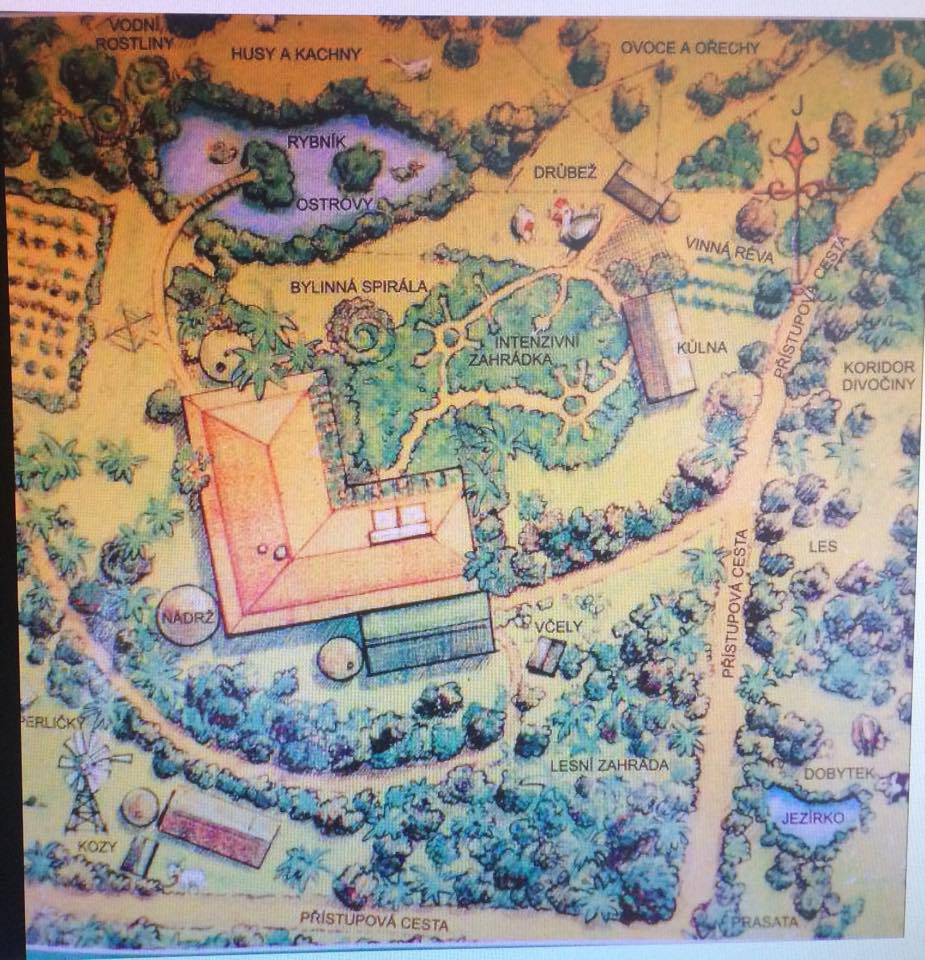 VODNÍ
ROSTLINY
HUSY A KACHNY
OVOCE A OŘECHY
J
RYBNÍK
DRŮBEŽ
OSTROVY
VINNÁ RÉVA
PŘÍSTUPOVÁ CESTA
BYLINNÁ SPIRÁLA
INTENZIVNÍ
ZAHRÁDKA
KŮLNA
KORIDOR
DIVOČINY
LES
PŘÍSTUPOVÁ CESTA
NÁDRŽ
VČELY
PERLIČKY
LESNÍ ZAHRADA
DOBYTEK
JEZÍRKO
KOZY
PŘÍSTUPOVÁ CESTA
PRASATA